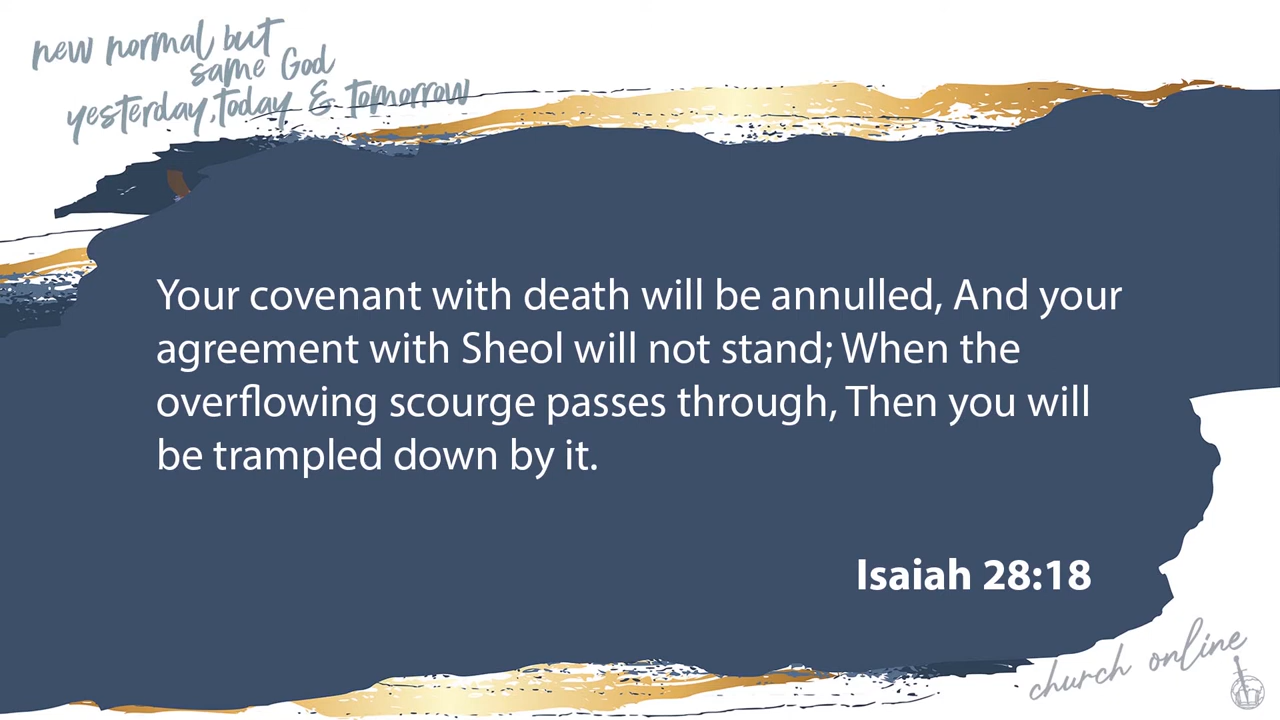 new normal but
same God
yesterday, today & tomorrow
Your covenant with death will be annulled, And your
agreement with Sheol will not stand; When the
overflowing scourge passes through, Then you will
be trampled down by it.
Isaiah 28:18
church online